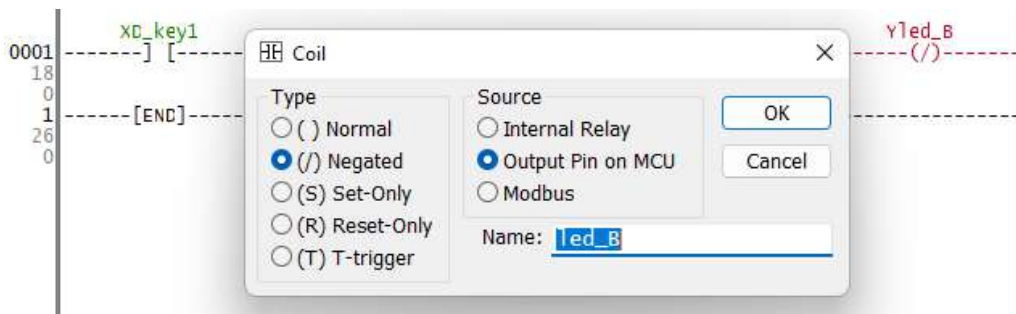 XD_key1 Yled_B
0001 -------] [------ ------(/)-------
18
0
1 ------[END]-----
26
0
Coil
Type
( ) Normal
(/) Negated
(S) Set-Only
(R) Reset-Only
(T) T-trigger
Source
Internal Relay
Output Pin on MCU
Modbus
Name: led_B
OK
Cancel